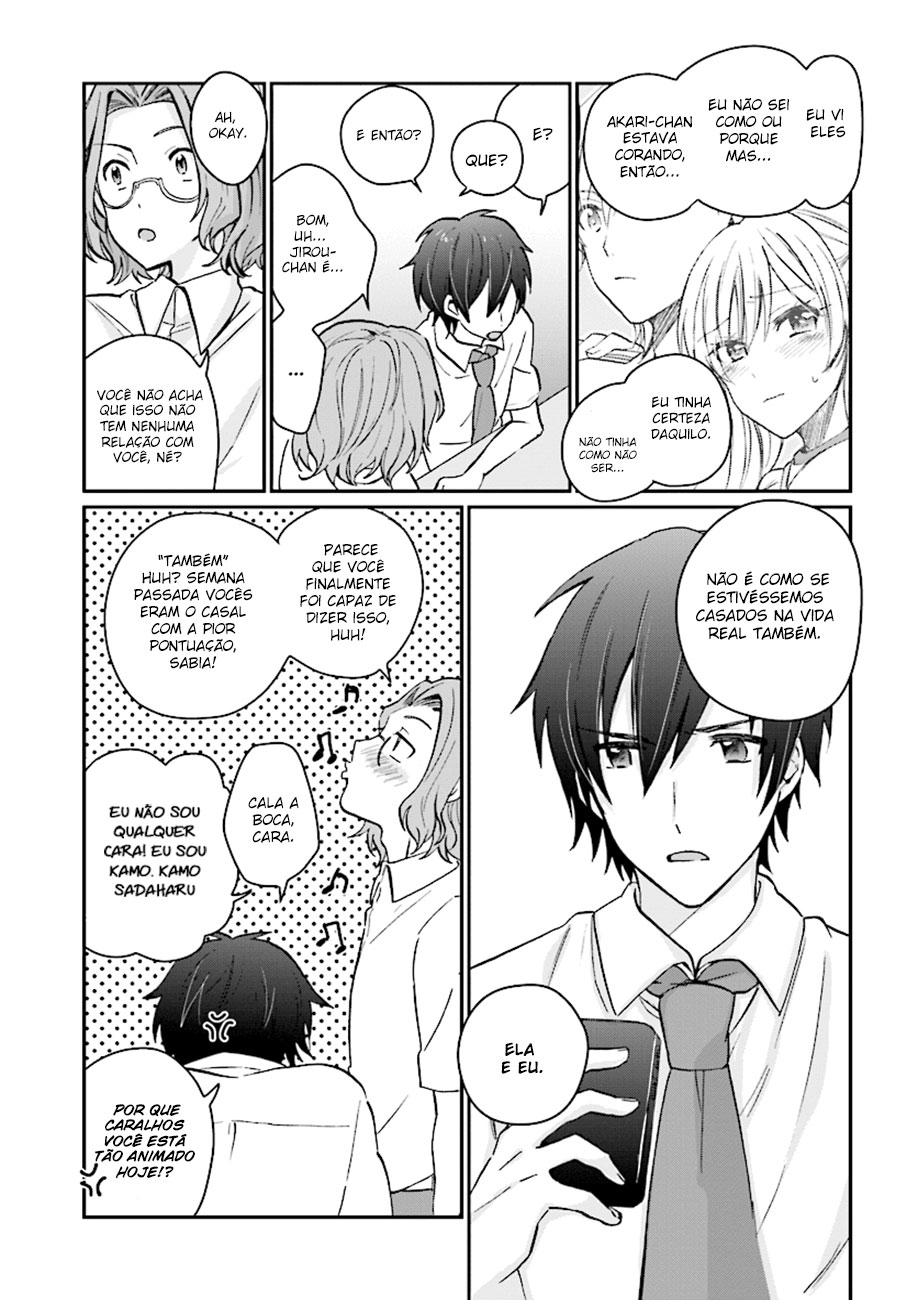 EU VI
ELES
EU NÃO SEI
COMO OU
PORQUE
MAS...
AKARI-CHAN
ESTAVA
CORANDO,
ENTÃO...
EU TINHA
CERTEZA
DAQUILO.
NÃO TINHA
COMO NÃO
SER...
E?
QUE?
E ENTÃO?
BOM,
UH...
JIROU-
CHAN É...
...
AH,
OKAY.
VOCÊ NÃO ACHA
QUE ISSO NÃO
TEM NENHUMA
RELAÇÃO COM
VOCÊ, NÉ?
NÃO É COMO SE
ESTIVÉSSEMOS
CASADOS NA VIDA
REAL TAMBÉM.
ELA
E EU.
PARECE
QUE VOCÊ
FINALMENTE
FOI CAPAZ DE
DIZER ISSO,
HUH!
"TAMBÉM"
HUH? SEMANA
PASSADA VOCÊS
ERAM O CASAL
COM A PIOR
PONTUAÇÃO,
SABIA!
CALA A
BOCA,
CARA.
EU NÃO SOU
QUALQUER
CARA! EU SOU
KAMO. KAMO
SADAHARU
POR QUE
CARALHOS
VOCÊ ESTÁ
TÃO ANIMADO
HOJE!?